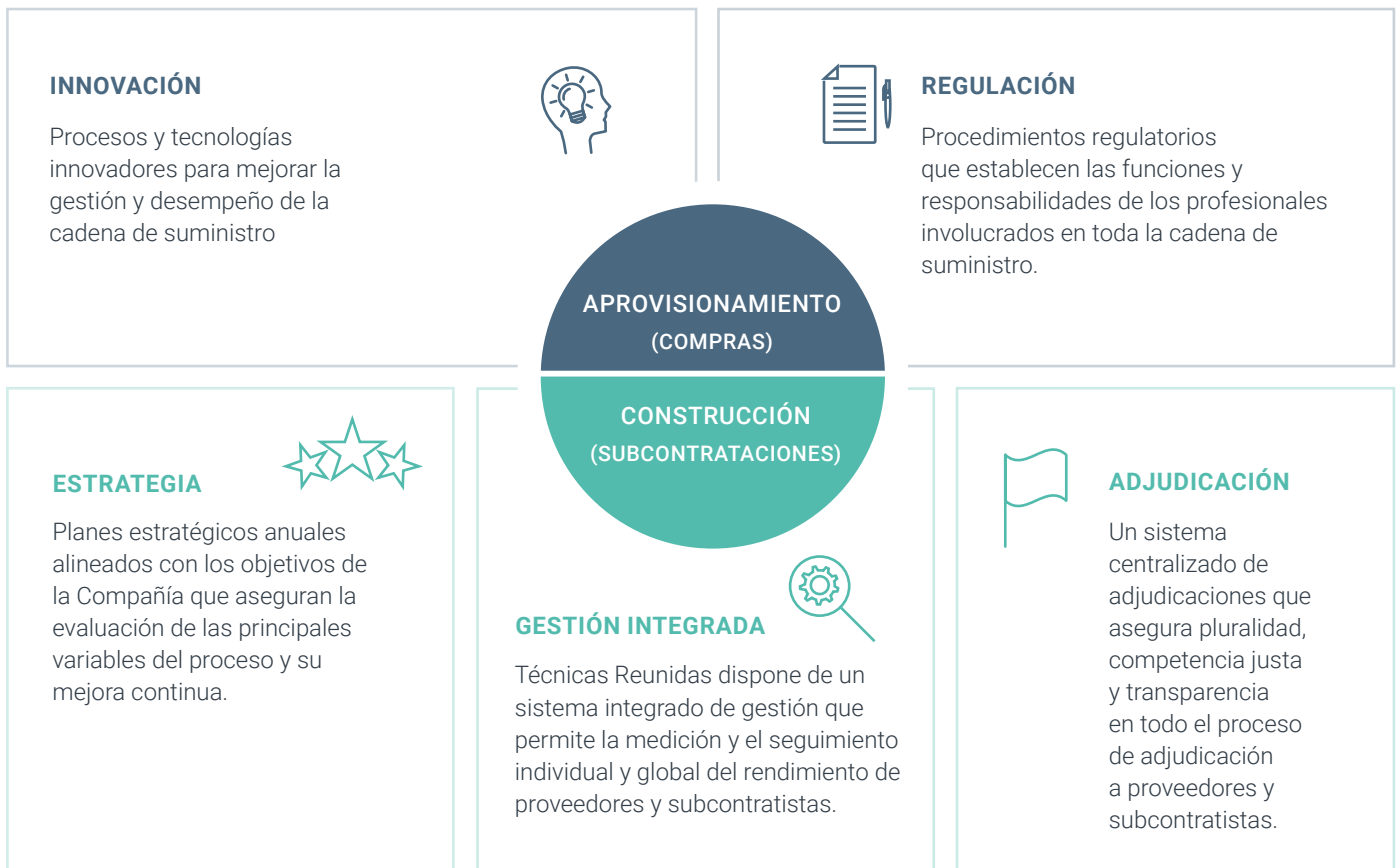 INNOVACIÓN
Procesos y tecnologías
innovadores para mejorar la
gestión y desempeño de la
cadena de suministro
REGULACIÓN
Procedimientos regulatorios
que establecen las funciones y
responsabilidades de los profesionales
involucrados en toda la cadena de
suministro.
APROVISIONAMIENTO
(COMPRAS)
CONSTRUCCIÓN
(SUBCONTRATACIONES)
ESTRATEGIA
Planes estratégicos anuales
alineados con los objetivos de
la Compañía que aseguran la
evaluación de las principales
variables del proceso y su
mejora continua.
GESTIÓN INTEGRADA
Técnicas Reunidas dispone de un
sistema integrado de gestión que
permite la medición y el seguimiento
individual y global del rendimiento de
proveedores y subcontratistas.
ADJUDICACIÓN
Un sistema
centralizado de
adjudicaciones que
asegura pluralidad,
competencia justa
y transparencia
en todo el proceso
de adjudicación
a proveedores y
subcontratistas.